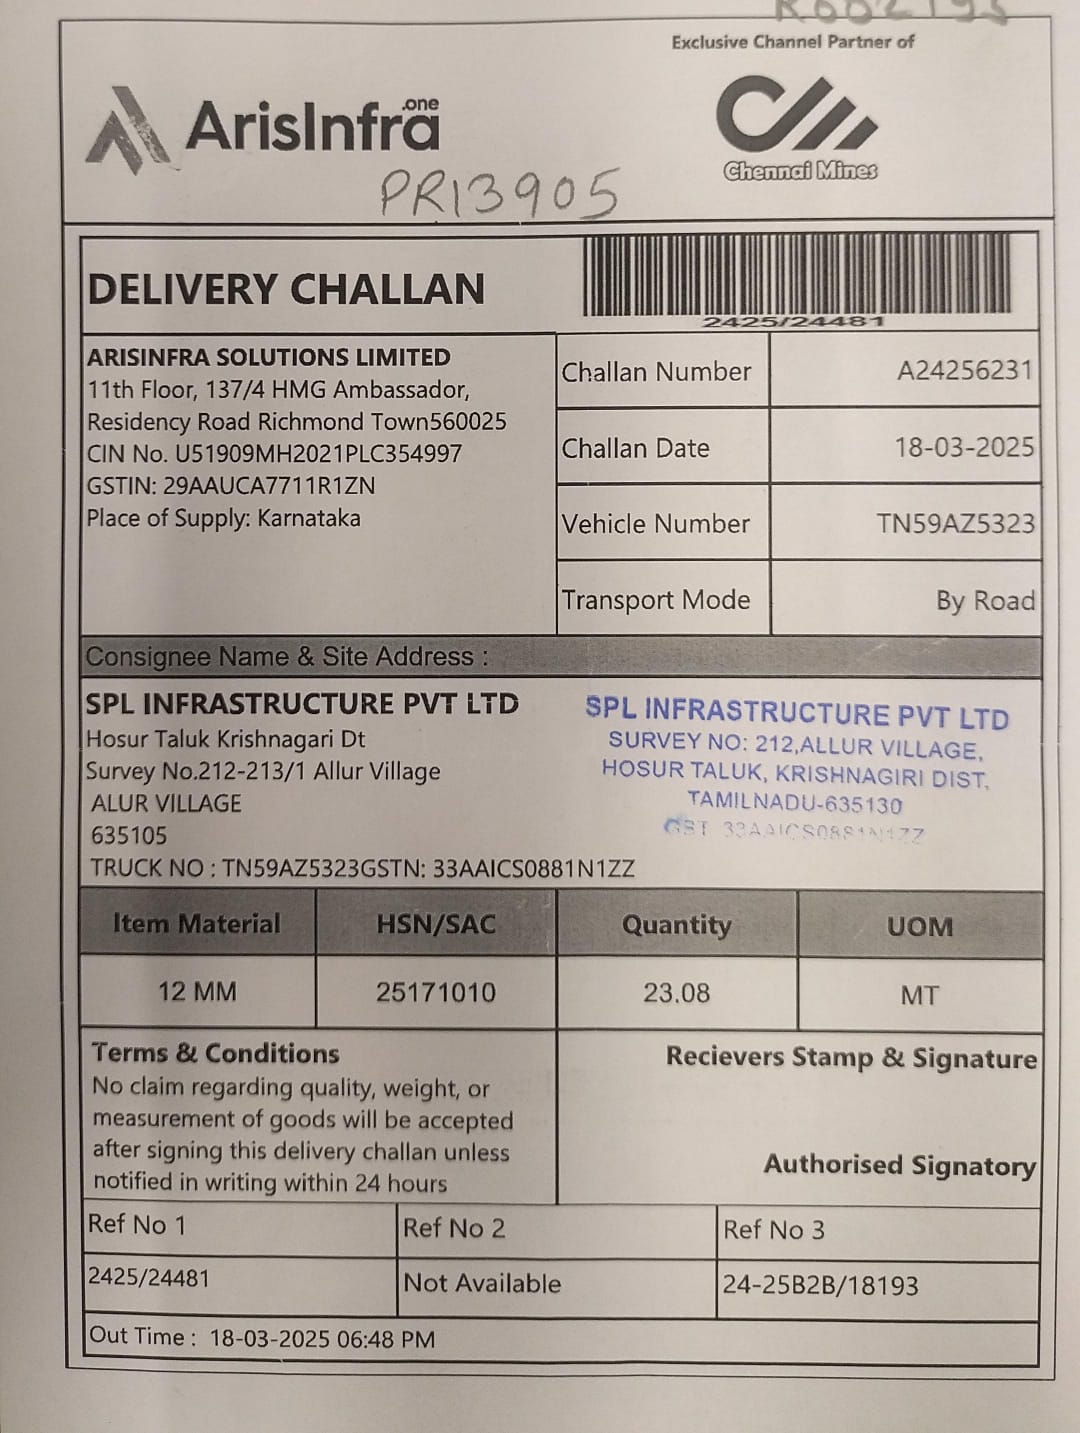 Exclusive Channel Partner of
ArisInfra.one
Chennai Mines
PR13905
DELIVERY CHALLAN
2425/24481
ARISINFRA SOLUTIONS LIMITED
11th Floor, 137/4 HMG Ambassador,
Residency Road Richmond Town560025
CIN No. U51909MH2021PLC354997
GSTIN: 29AAUCA7711R1ZN
Place of Supply: Karnataka
Challan Number A24256231
Challan Date 18-03-2025
Vehicle Number TN59AZ5323
Transport Mode By Road
Consignee Name & Site Address :
SPL INFRASTRUCTURE PVT LTD
Hosur Taluk Krishnagari Dt
Survey No.212-213/1 Allur Village
ALUR VILLAGE
635105
TRUCK NO : TN59AZ5323GSTN: 33AAICS0881N1ZZ
SPL INFRASTRUCTURE PVT LTD
SURVEY NO: 212,ALLUR VILLAGE,
HOSUR TALUK, KRISHNAGIRI DIST.
TAMILNADU-635130
GST 33AAICS0881N1ZZ
Item Material HSN/SAC Quantity UOM
12 MM 25171010 23.08 MT
Terms & Conditions
No claim regarding quality, weight, or
measurement of goods will be accepted
after signing this delivery challan unless
notified in writing within 24 hours
Recievers Stamp & Signature
Authorised Signatory
Ref No 1 Ref No 2 Ref No 3
2425/24481 Not Available 24-25B2B/18193
Out Time : 18-03-2025 06:48 PM